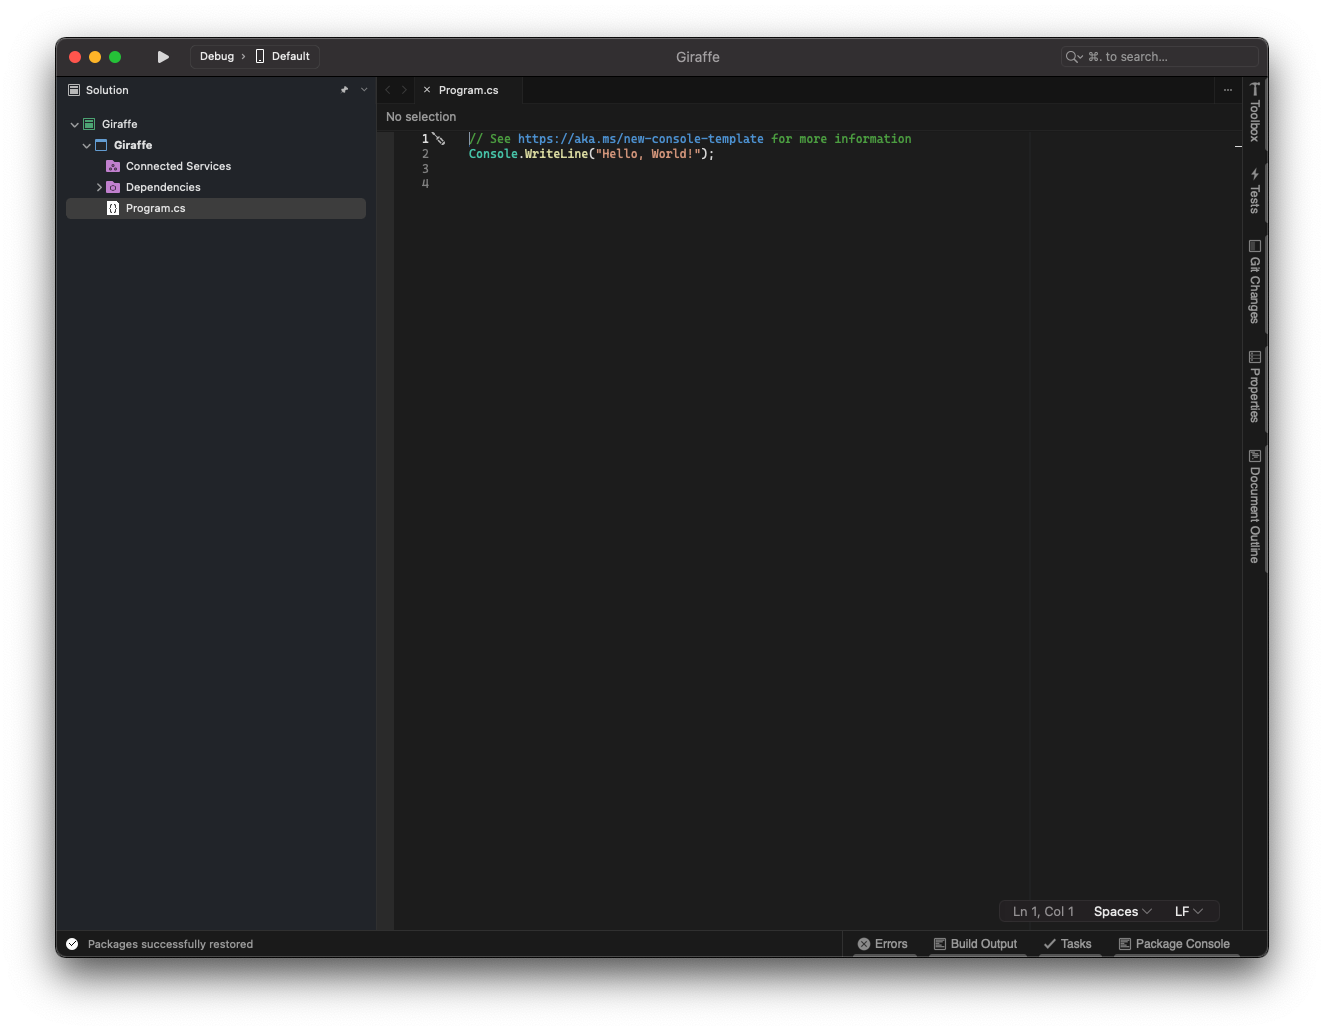 Debug › Default
Giraffe
⌘. to search...
Solution
Giraffe
Giraffe
Connected Services
Dependencies
Program.cs
Program.cs
No selection
1 // See https://aka.ms/new-console-template for more information
2 Console.WriteLine("Hello, World!");
3
4
Toolbox
Tests
Git Changes
Properties
Document Outline
Ln 1, Col 1 Spaces LF
Packages successfully restored
Errors Build Output Tasks Package Console